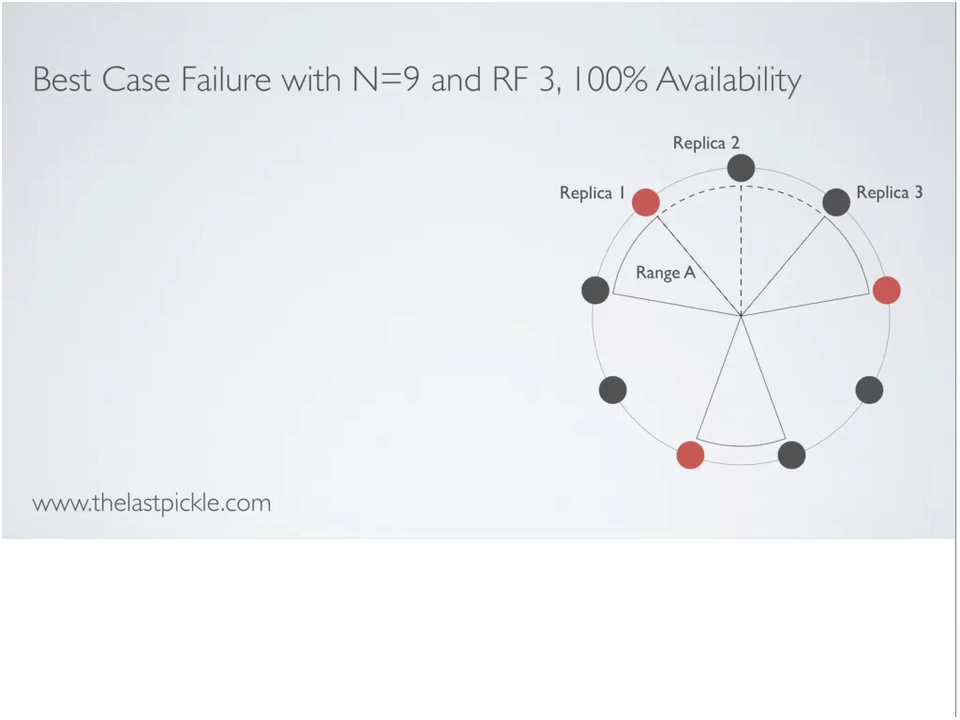 Best Case Failure with N=9 and RF 3, 100% Availability
Replica 2
Replica 1
Replica 3
Range A
www.thelastpickle.com